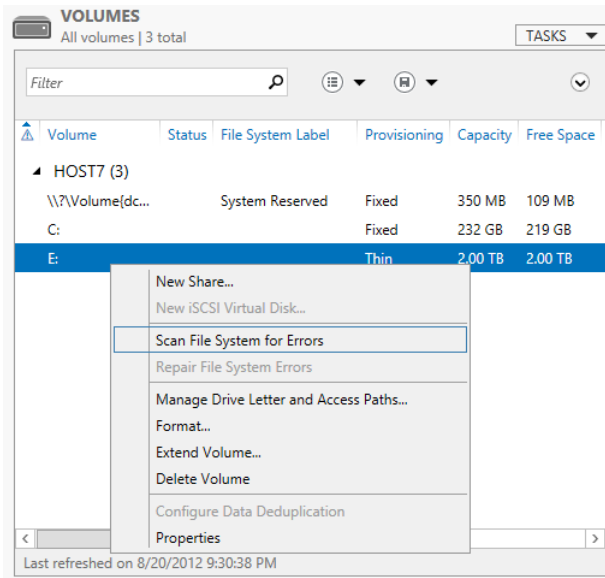 VOLUMES
All volumes | 3 total
TASKS
Filter
Volume Status File System Label Provisioning Capacity Free Space
HOST7 (3)
\\?\Volume{dc... System Reserved Fixed 350 MB 109 MB
C: Fixed 232 GB 219 GB
E: Thin 2.00 TB 2.00 TB
New Share...
New iSCSI Virtual Disk...
Scan File System for Errors
Repair File System Errors
Manage Drive Letter and Access Paths...
Format...
Extend Volume...
Delete Volume
Configure Data Deduplication
Properties
Last refreshed on 8/20/2012 9:30:38 PM